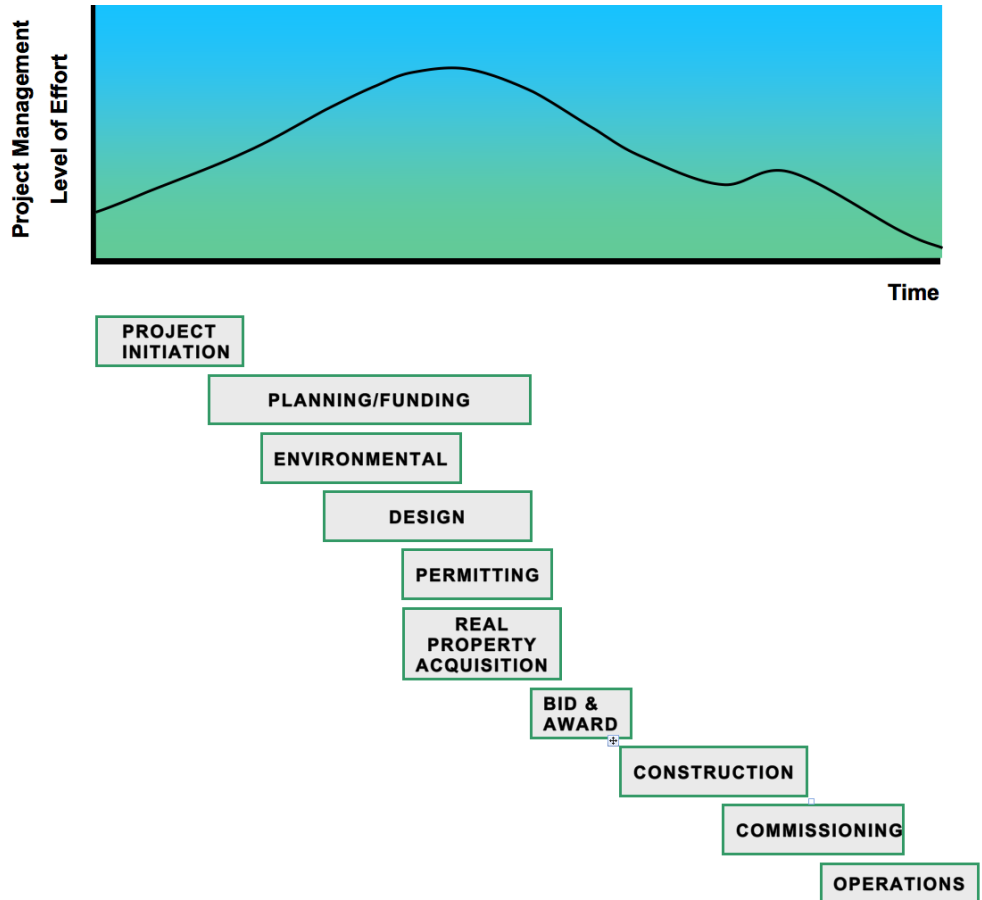 Project Management
Level of Effort
Time
PROJECT
INITIATION
PLANNING/FUNDING
ENVIRONMENTAL
DESIGN
PERMITTING
REAL
PROPERTY
ACQUISITION
BID &
AWARD
CONSTRUCTION
COMMISSIONING
OPERATIONS